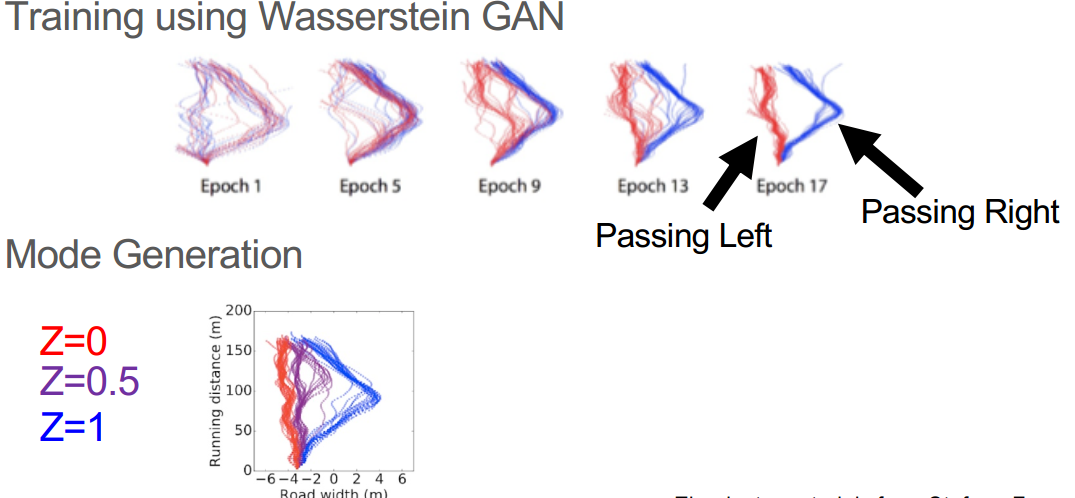 Training using Wasserstein GAN
Epoch 1
Epoch 5
Epoch 9
Epoch 13
Epoch 17
Passing Left
Passing Right
Mode Generation
Z=0
Z=0.5
Z=1
Running distance (m)
200
150
100
50
0
−6 −4 −2 0 2 4 6
Road width (m)